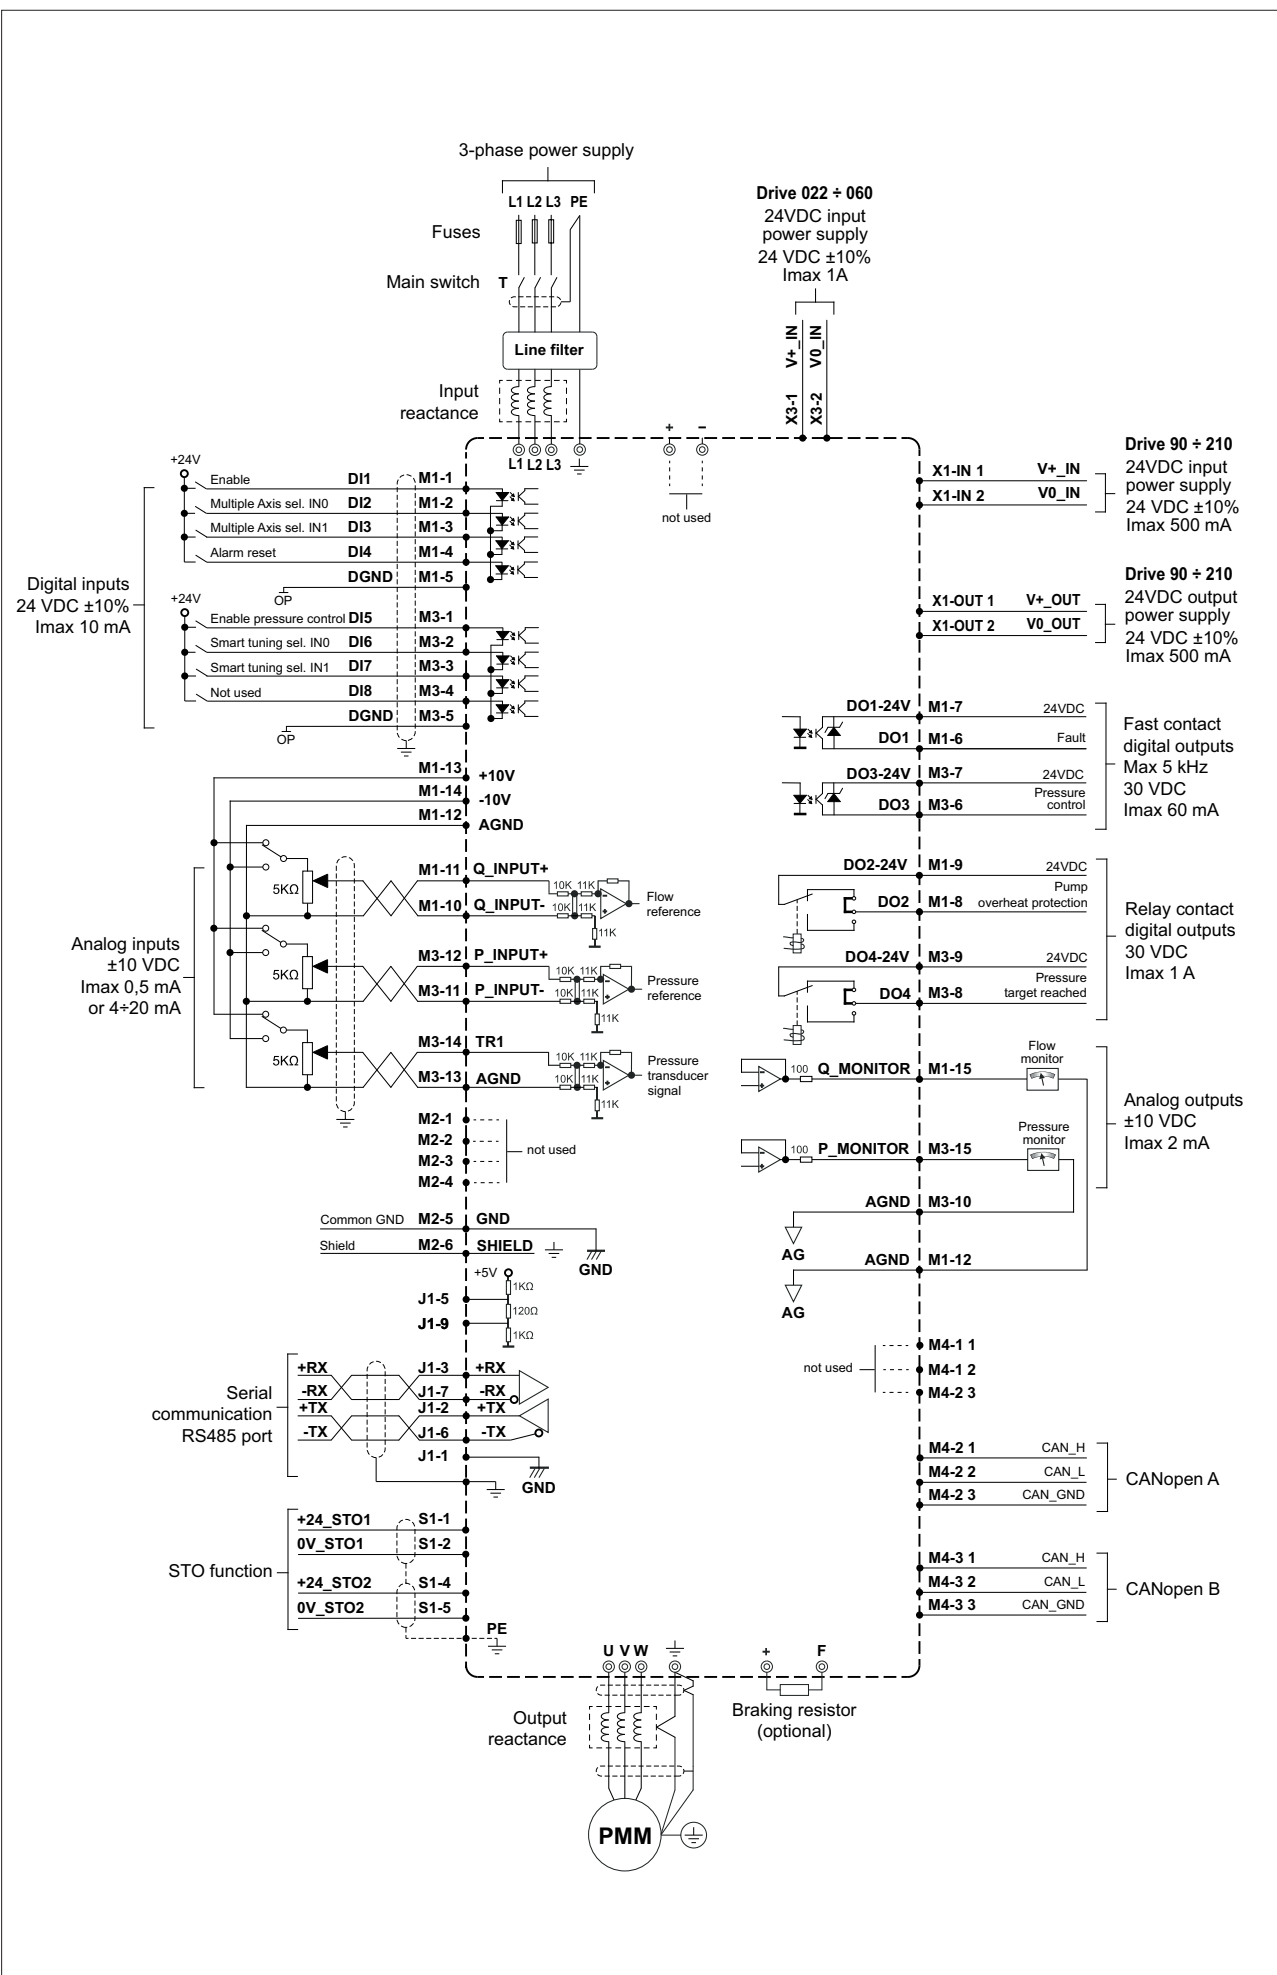 3-phase power supply
L1 L2 L3 PE
Fuses
Main switch T
Line filter
Input
reactance
L1 L2 L3
Drive 022 ÷ 060
24VDC input
power supply
24 VDC ±10%
Imax 1A
X3-1 V+_IN
X3-2 V0_IN
+ −
not used
Digital inputs
24 VDC ±10%
Imax 10 mA
+24V
Enable DI1 M1-1
Multiple Axis sel. IN0 DI2 M1-2
Multiple Axis sel. IN1 DI3 M1-3
Alarm reset DI4 M1-4
DGND M1-5
OP
+24V
Enable pressure control DI5 M3-1
Smart tuning sel. IN0 DI6 M3-2
Smart tuning sel. IN1 DI7 M3-3
Not used DI8 M3-4
DGND M3-5
OP
M1-13 +10V
M1-14 -10V
M1-12 AGND
Analog inputs
±10 VDC
Imax 0,5 mA
or 4÷20 mA
5KΩ
M1-11 Q_INPUT+
M1-10 Q_INPUT-
10K 11K
10K 11K
11K
Flow
reference
5KΩ
M3-12 P_INPUT+
M3-11 P_INPUT-
10K 11K
10K 11K
11K
Pressure
reference
5KΩ
M3-14 TR1
M3-13 AGND
10K 11K
10K 11K
11K
Pressure
transducer
signal
M2-1
M2-2
M2-3
M2-4
not used
Common GND M2-5 GND
Shield M2-6 SHIELD
GND
+5V
1KΩ
J1-5
120Ω
J1-9
1KΩ
Serial
communication
RS485 port
+RX J1-3 +RX
-RX J1-7 -RX
+TX J1-2 +TX
-TX J1-6 -TX
J1-1
GND
STO function
+24_STO1 S1-1
0V_STO1 S1-2
+24_STO2 S1-4
0V_STO2 S1-5
PE
X1-IN 1 V+_IN
X1-IN 2 V0_IN
Drive 90 ÷ 210
24VDC input
power supply
24 VDC ±10%
Imax 500 mA
X1-OUT 1 V+_OUT
X1-OUT 2 V0_OUT
Drive 90 ÷ 210
24VDC output
power supply
24 VDC ±10%
Imax 500 mA
DO1-24V M1-7 24VDC
DO1 M1-6 Fault
DO3-24V M3-7 24VDC
DO3 M3-6 Pressure
control
Fast contact
digital outputs
Max 5 kHz
30 VDC
Imax 60 mA
DO2-24V M1-9 24VDC
DO2 M1-8 Pump
overheat protection
DO4-24V M3-9 24VDC
DO4 M3-8 Pressure
target reached
Relay contact
digital outputs
30 VDC
Imax 1 A
100 Q_MONITOR M1-15
Flow
monitor
100 P_MONITOR M3-15
Pressure
monitor
AGND M3-10
AG
AGND M1-12
AG
Analog outputs
±10 VDC
Imax 2 mA
not used
M4-1 1
M4-1 2
M4-2 3
M4-2 1 CAN_H
M4-2 2 CAN_L
M4-2 3 CAN_GND
CANopen A
M4-3 1 CAN_H
M4-3 2 CAN_L
M4-3 3 CAN_GND
CANopen B
U V W
+ F
Output
reactance
Braking resistor
(optional)
PMM